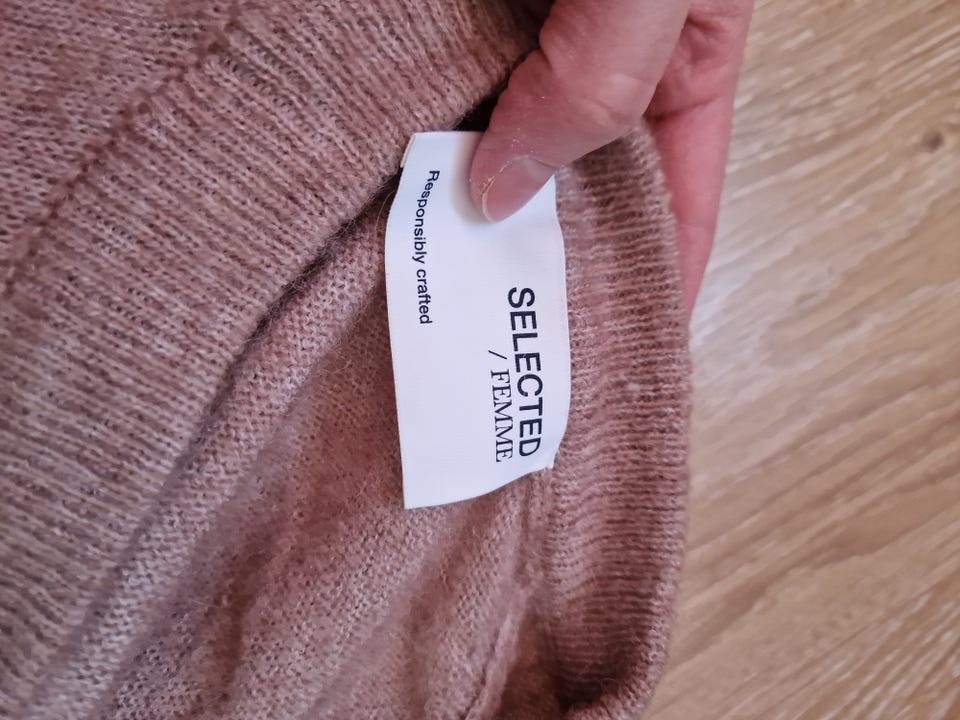 SELECTED
/ FEMME
Responsibly crafted